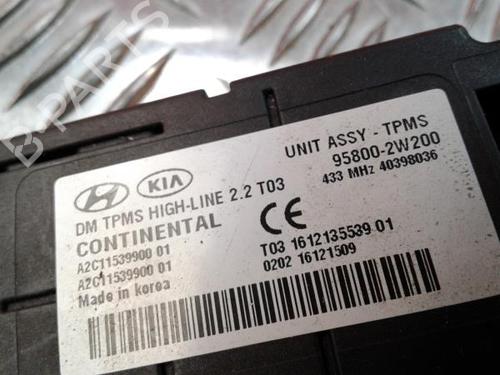 B-PARTS
UNIT ASSY - TPMS
95800-2W200
433 MHz 40398036
HYUNDAI KIA
DM TPMS HIGH-LINE 2.2 T03
CONTINENTAL
A2C11539900 01
A2C11539900 01
Made in korea
CE
T03 1612135539 01
0202 16121509